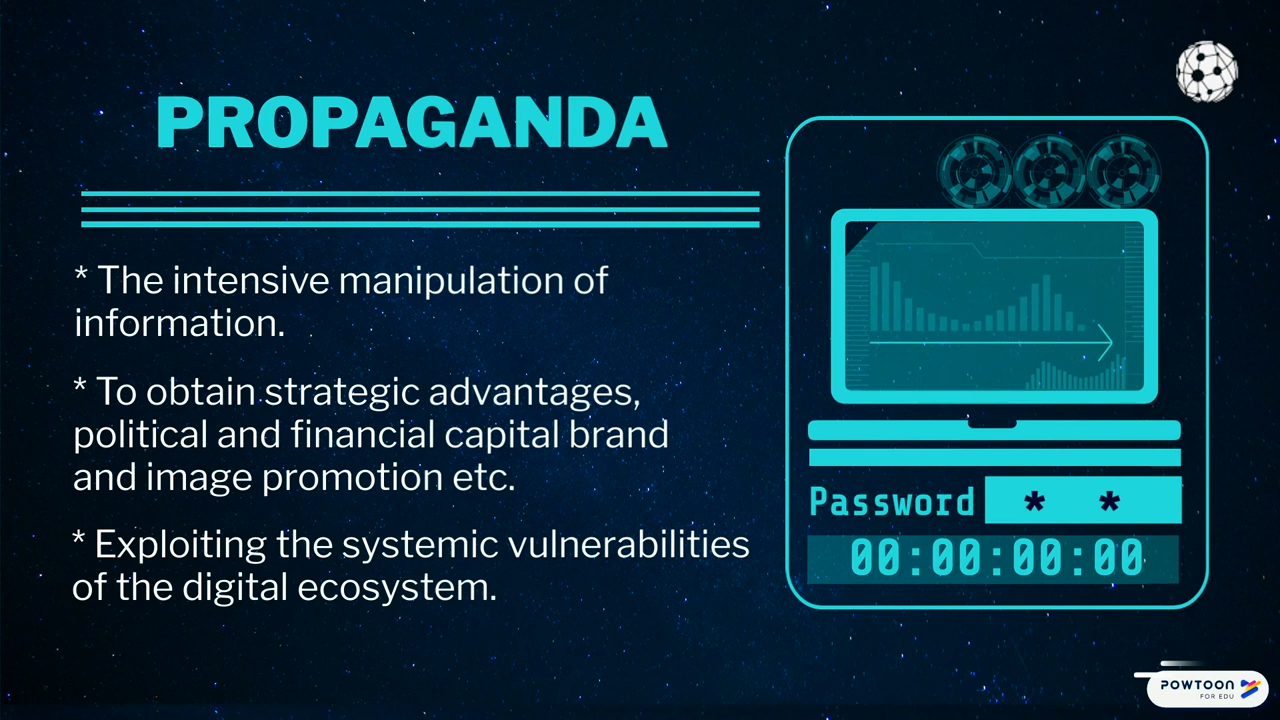 PROPAGANDA
* The intensive manipulation of
information.
* To obtain strategic advantages,
political and financial capital brand
and image promotion etc.
* Exploiting the systemic vulnerabilities
of the digital ecosystem.
Password * *
00:00:00:00
POWTOON
FOR EDU